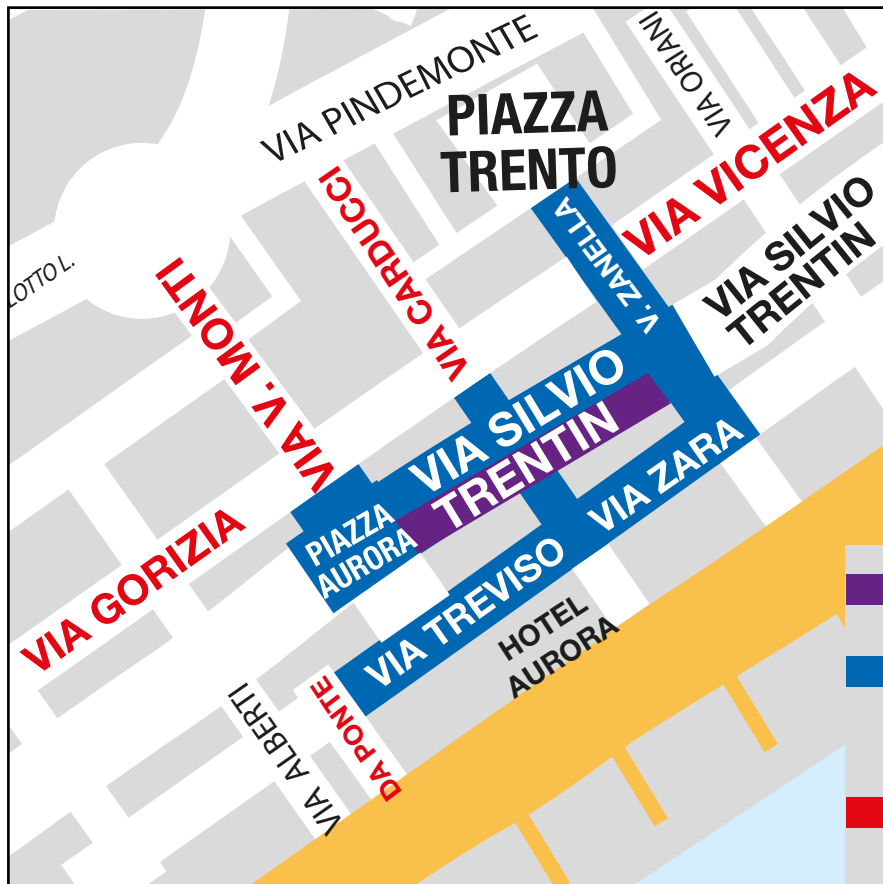 VIA PINDEMONTE
VIA ORIANI
PIAZZA
TRENTO
VIA VICENZA
VIA CARDUCCI
V. ZANELLA
VIA SILVIO
TRENTIN
LOTTO L.
VIA V. MONTI
VIA SILVIO
TRENTIN
PIAZZA
AURORA
VIA ZARA
VIA GORIZIA
VIA TREVISO
HOTEL
AURORA
VIA ALBERTI
DA PONTE